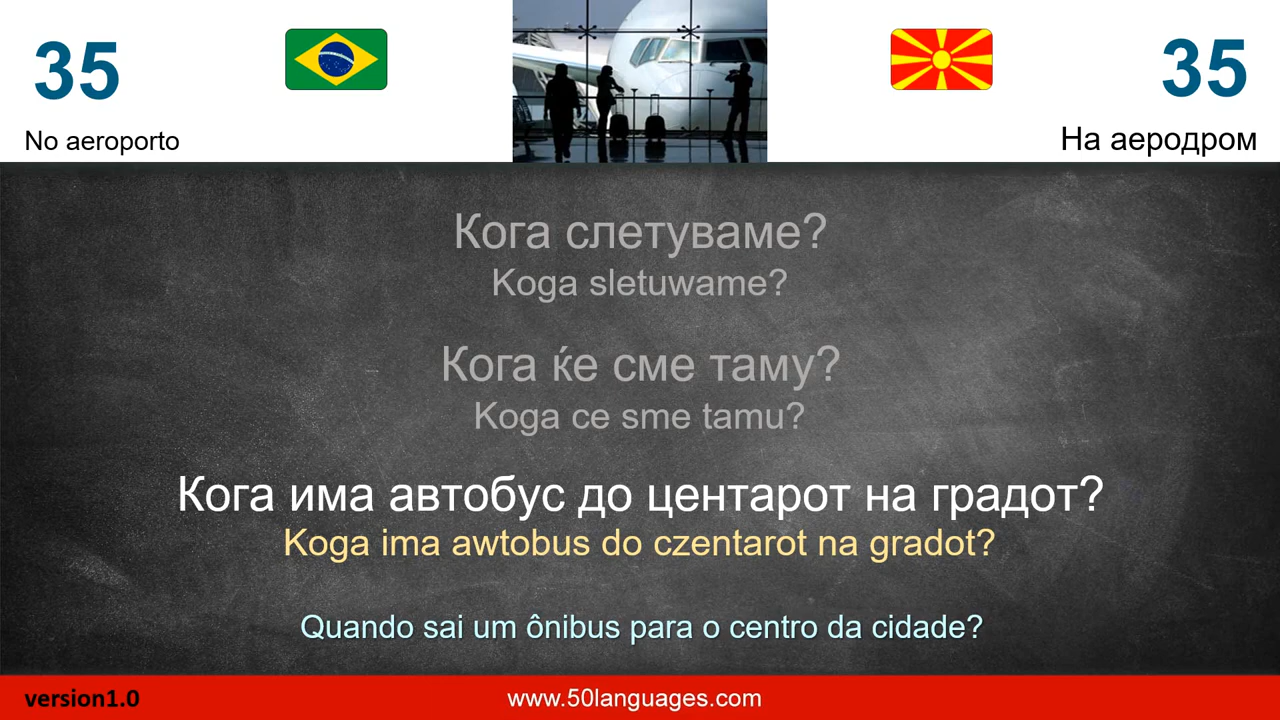 35
35
No aeroporto
На аеродром
Кога слетуваме?
Koga sletuwame?
Кога ќе сме таму?
Koga ce sme tamu?
Кога има автобус до центарот на градот?
Koga ima awtobus do czentarot na gradot?
Quando sai um ônibus para o centro da cidade?
version1.0
www.50languages.com